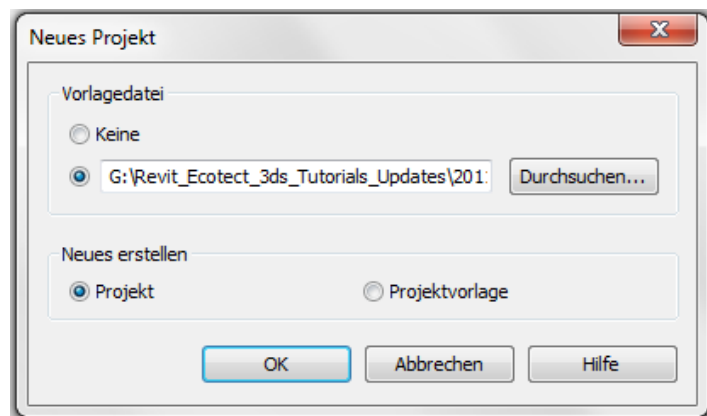 Neues Projekt
Vorlagedatei
Keine
G:\Revit_Ecotect_3ds_Tutorials_Updates\201
Durchsuchen...
Neues erstellen
Projekt
Projektvorlage
OK
Abbrechen
Hilfe